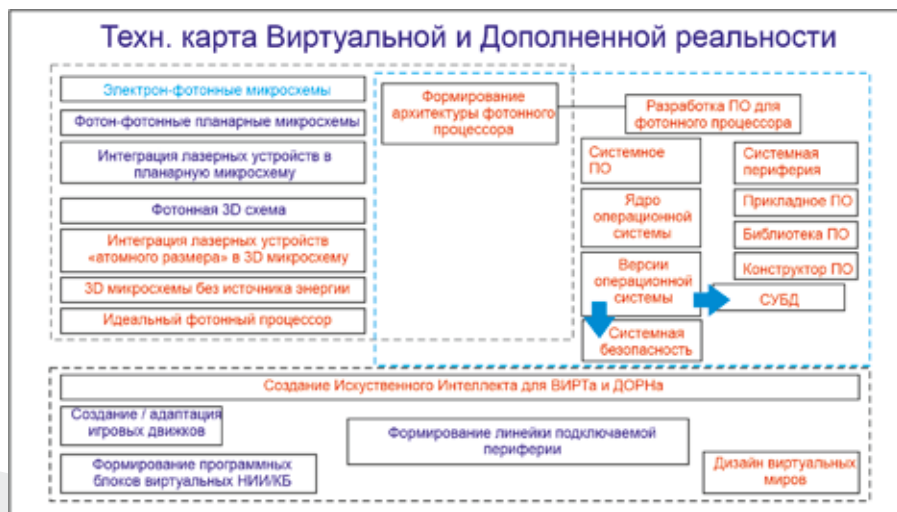 Техн. карта Виртуальной и Дополненной реальности
Электрон-фотонные микросхемы
Фотон-фотонные планарные микросхемы
Интеграция лазерных устройств в
планарную микросхему
Фотонная 3D схема
Интеграция лазерных устройств
«атомного размера» в 3D микросхему
3D микросхемы без источника энергии
Идеальный фотонный процессор
Формирование
архитектуры фотонного
процессора
Разработка ПО для
фотонного процессора
Системное
ПО
Ядро
операционной
системы
Версии
операционной
системы
Системная
безопасность
Системная
периферия
Прикладное ПО
Библиотека ПО
Конструктор ПО
СУБД
Создание Искуственного Интеллекта для ВИРТа и ДОРНа
Создание / адаптация
игровых движков
Формирование программных
блоков виртуальных НИИ/КБ
Формирование линейки подключаемой
периферии
Дизайн виртуальных
миров